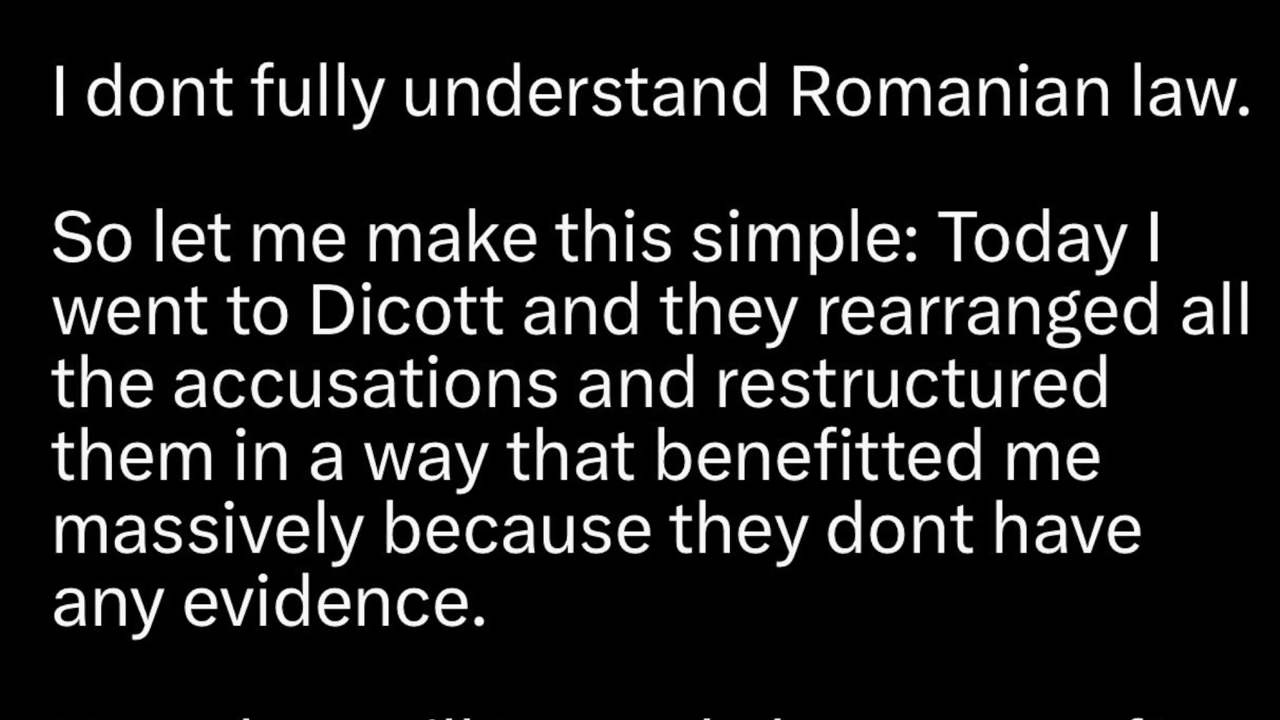 I dont fully understand Romanian law.
So let me make this simple: Today I
went to Dicott and they rearranged all
the accusations and restructured
them in a way that benefitted me
massively because they dont have
any evidence.